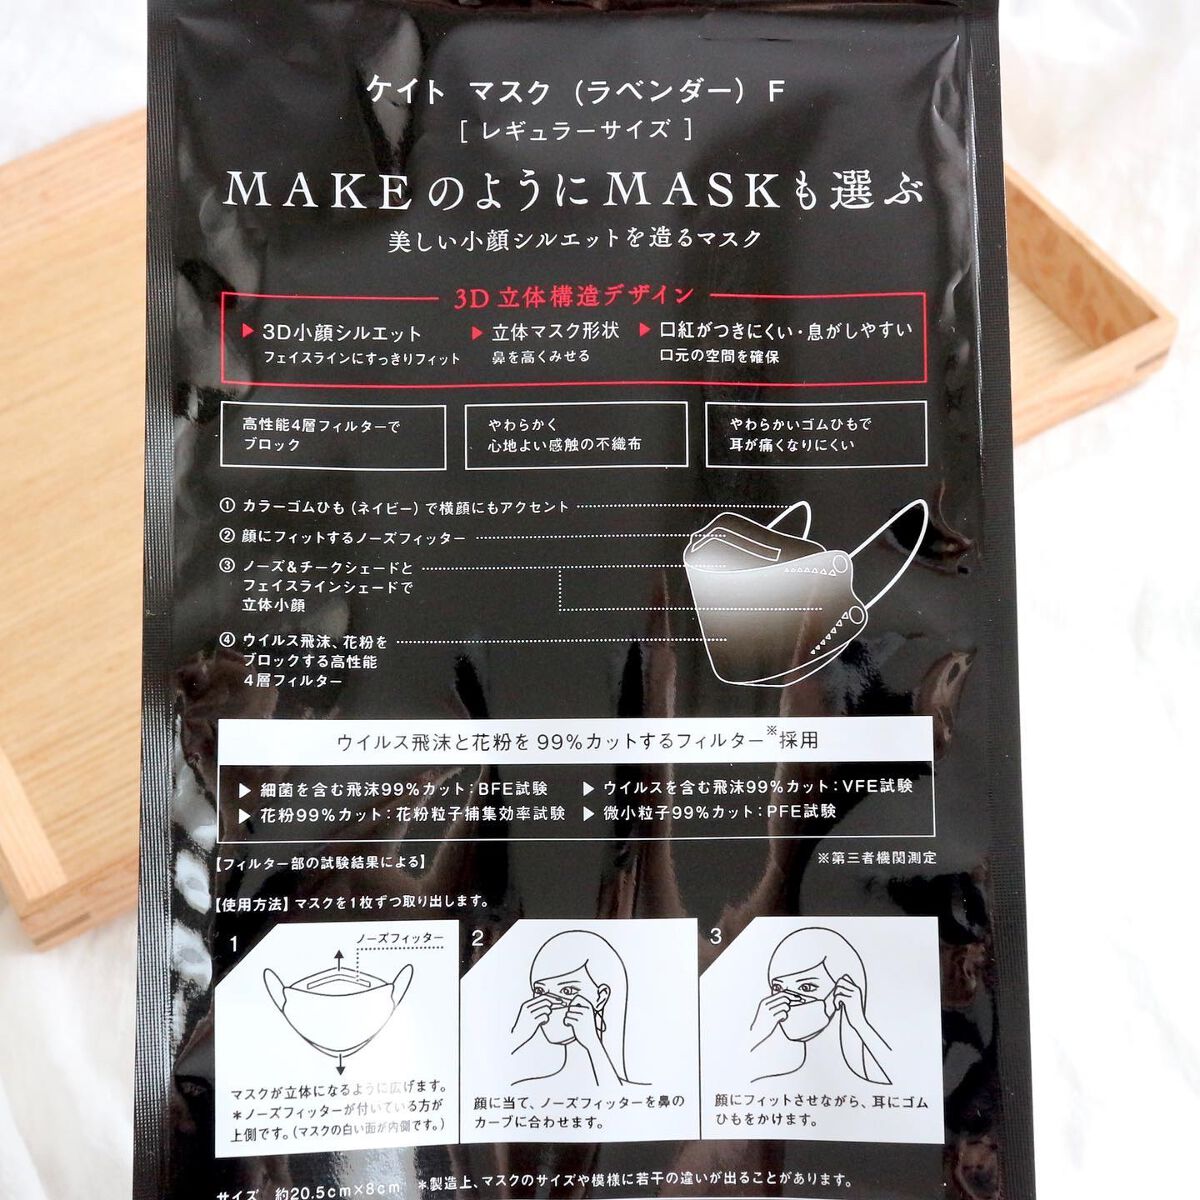 ケイト マスク（ラベンダー）F
［レギュラーサイズ］
MAKEのようにMASKも選ぶ
美しい小顔シルエットを造るマスク
3D 立体構造デザイン
▶ 3D小顔シルエット
フェイスラインにすっきりフィット
▶ 立体マスク形状
鼻を高くみせる
▶ 口紅がつきにくい・息がしやすい
口元の空間を確保
高性能4層フィルターで
ブロック
やわらかく
心地よい感触の不織布
やわらかいゴムひもで
耳が痛くなりにくい
① カラーゴムひも（ネイビー）で横顔にもアクセント
② 顔にフィットするノーズフィッター
③ ノーズ&チークシェードと
フェイスラインシェードで
立体小顔
④ ウイルス飛沫、花粉を
ブロックする高性能
4層フィルター
ウイルス飛沫と花粉を99%カットするフィルター※採用
▶ 細菌を含む飛沫99%カット：BFE試験
▶ ウイルスを含む飛沫99%カット：VFE試験
▶ 花粉99%カット：花粉粒子捕集効率試験
▶ 微小粒子99%カット：PFE試験
【フィルター部の試験結果による】
※第三者機関測定
【使用方法】マスクを1枚ずつ取り出します。
1
ノーズフィッター
マスクが立体になるように広げます。
＊ノーズフィッターが付いている方が
上側です。（マスクの白い面が内側です。）
2
顔に当て、ノーズフィッターを鼻の
カーブに合わせます。
3
顔にフィットさせながら、耳にゴム
ひもをかけます。
サイズ 約20.5cm×8cm ＊製造上、マスクのサイズや模様に若干の違いが出ることがあります。